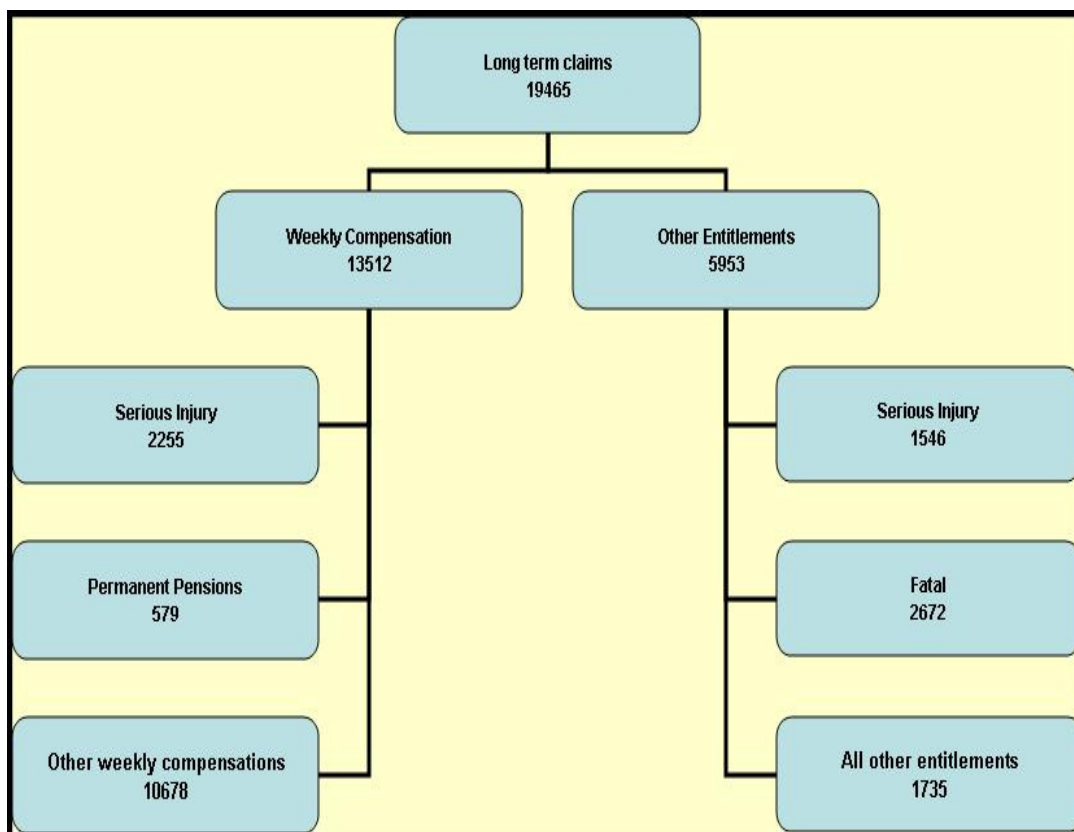 Long term claims
19465
Weekly Compensation
13512
Other Entitlements
5953
Serious Injury
2255
Serious Injury
1546
Permanent Pensions
579
Fatal
2672
Other weekly compensations
10678
All other entitlements
1735